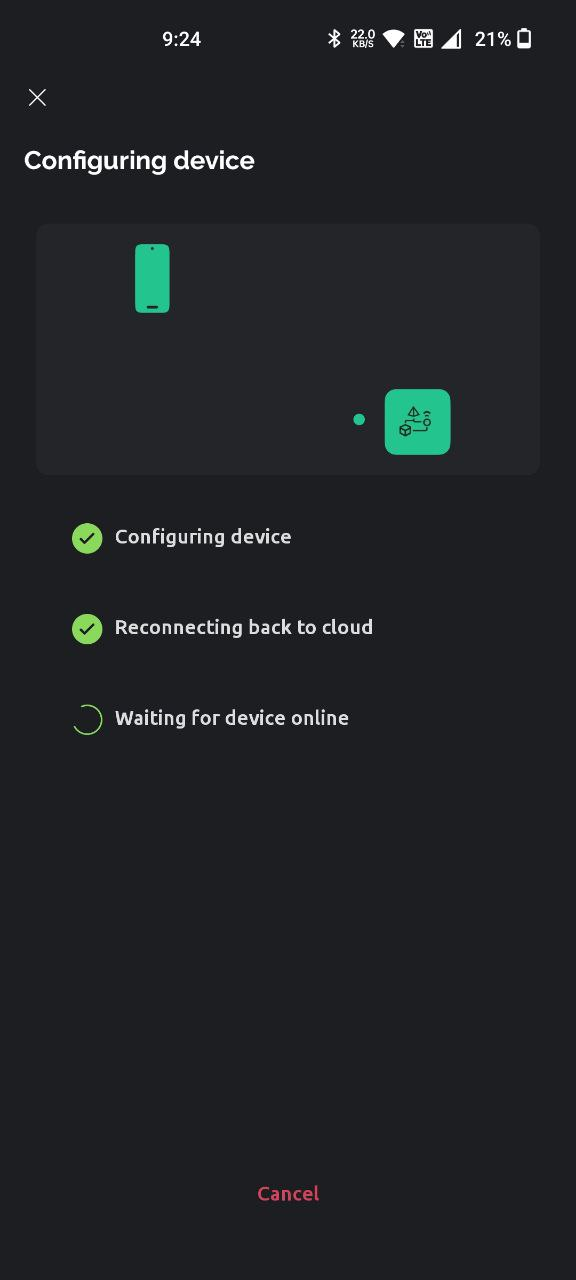 9:24
22.0
KB/S
Vo
LTE
21%
Configuring device
Configuring device
Reconnecting back to cloud
Waiting for device online
Cancel